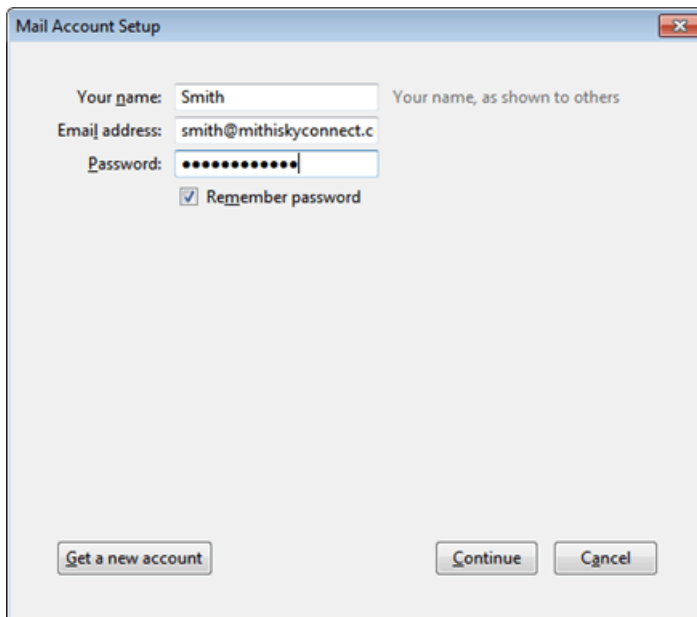 Mail Account Setup
Your name: Smith Your name, as shown to others
Email address: smith@mithiskyconnect.c
Password: ●●●●●●●●●●●●
Remember password
Get a new account Continue Cancel